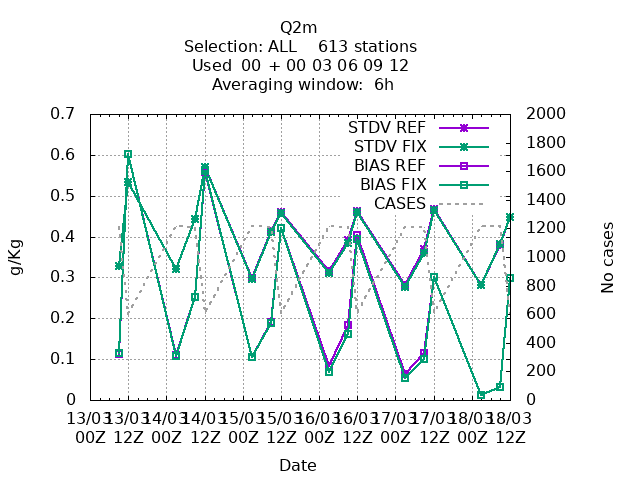 Q2m
Selection: ALL    613 stations
Used  00 + 00 03 06 09 12
Averaging window:  6h
0.7
0.6
0.5
0.4
0.3
0.2
0.1
0
g/Kg
STDV REF
STDV FIX
BIAS REF
BIAS FIX
CASES
2000
1800
1600
1400
1200
1000
800
600
400
200
0
No cases
13/03 13/03 14/03 14/03 15/03 15/03 16/03 16/03 17/03 17/03 18/03 18/03
00Z 12Z 00Z 12Z 00Z 12Z 00Z 12Z 00Z 12Z 00Z 12Z
Date